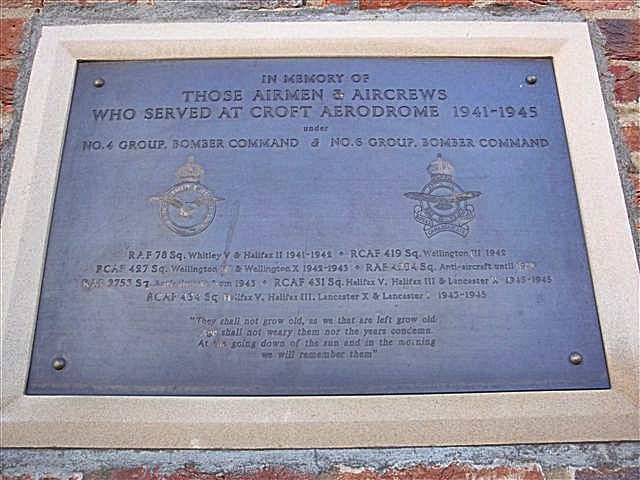 IN MEMORY OF
THOSE AIRMEN & AIRCREWS
WHO SERVED AT CROFT AERODROME 1941-1945
under
NO.4 GROUP, BOMBER COMMAND & NO.6 GROUP, BOMBER COMMAND
RAF 78 Sq. Whitley V & Halifax II 1941-1942 • RCAF 419 Sq. Wellington III 1942
RCAF 427 Sq. Wellington & Wellington X 1942-1943 • RAF Sq. Anti-aircraft until
RAF 2753 Sq. 1943 • RCAF 431 Sq. Halifax V, Halifax III & Lancaster X -1945
RCAF 434 Sq. Halifax V, Halifax III, Lancaster X & Lancaster 1943-1945
"They shall not grow old, as we that are left grow old
shall not weary them nor the years condemn.
At the going down of the sun and in the morning
we will remember them"